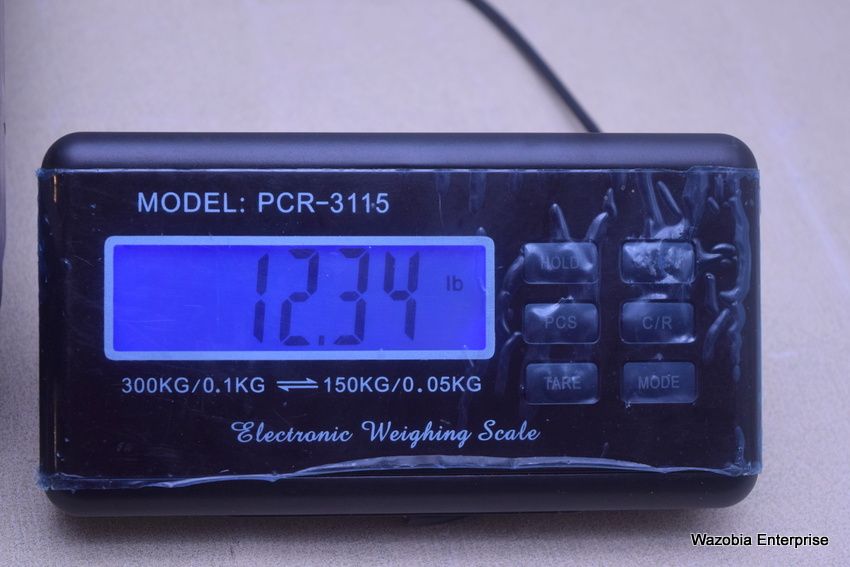 MODEL: PCR-3115
12.34 lb
300KG/0.1KG ⇌ 150KG/0.05KG
HOLD
PCS C/R
TARE MODE
Electronic Weighing Scale
Wazobia Enterprise